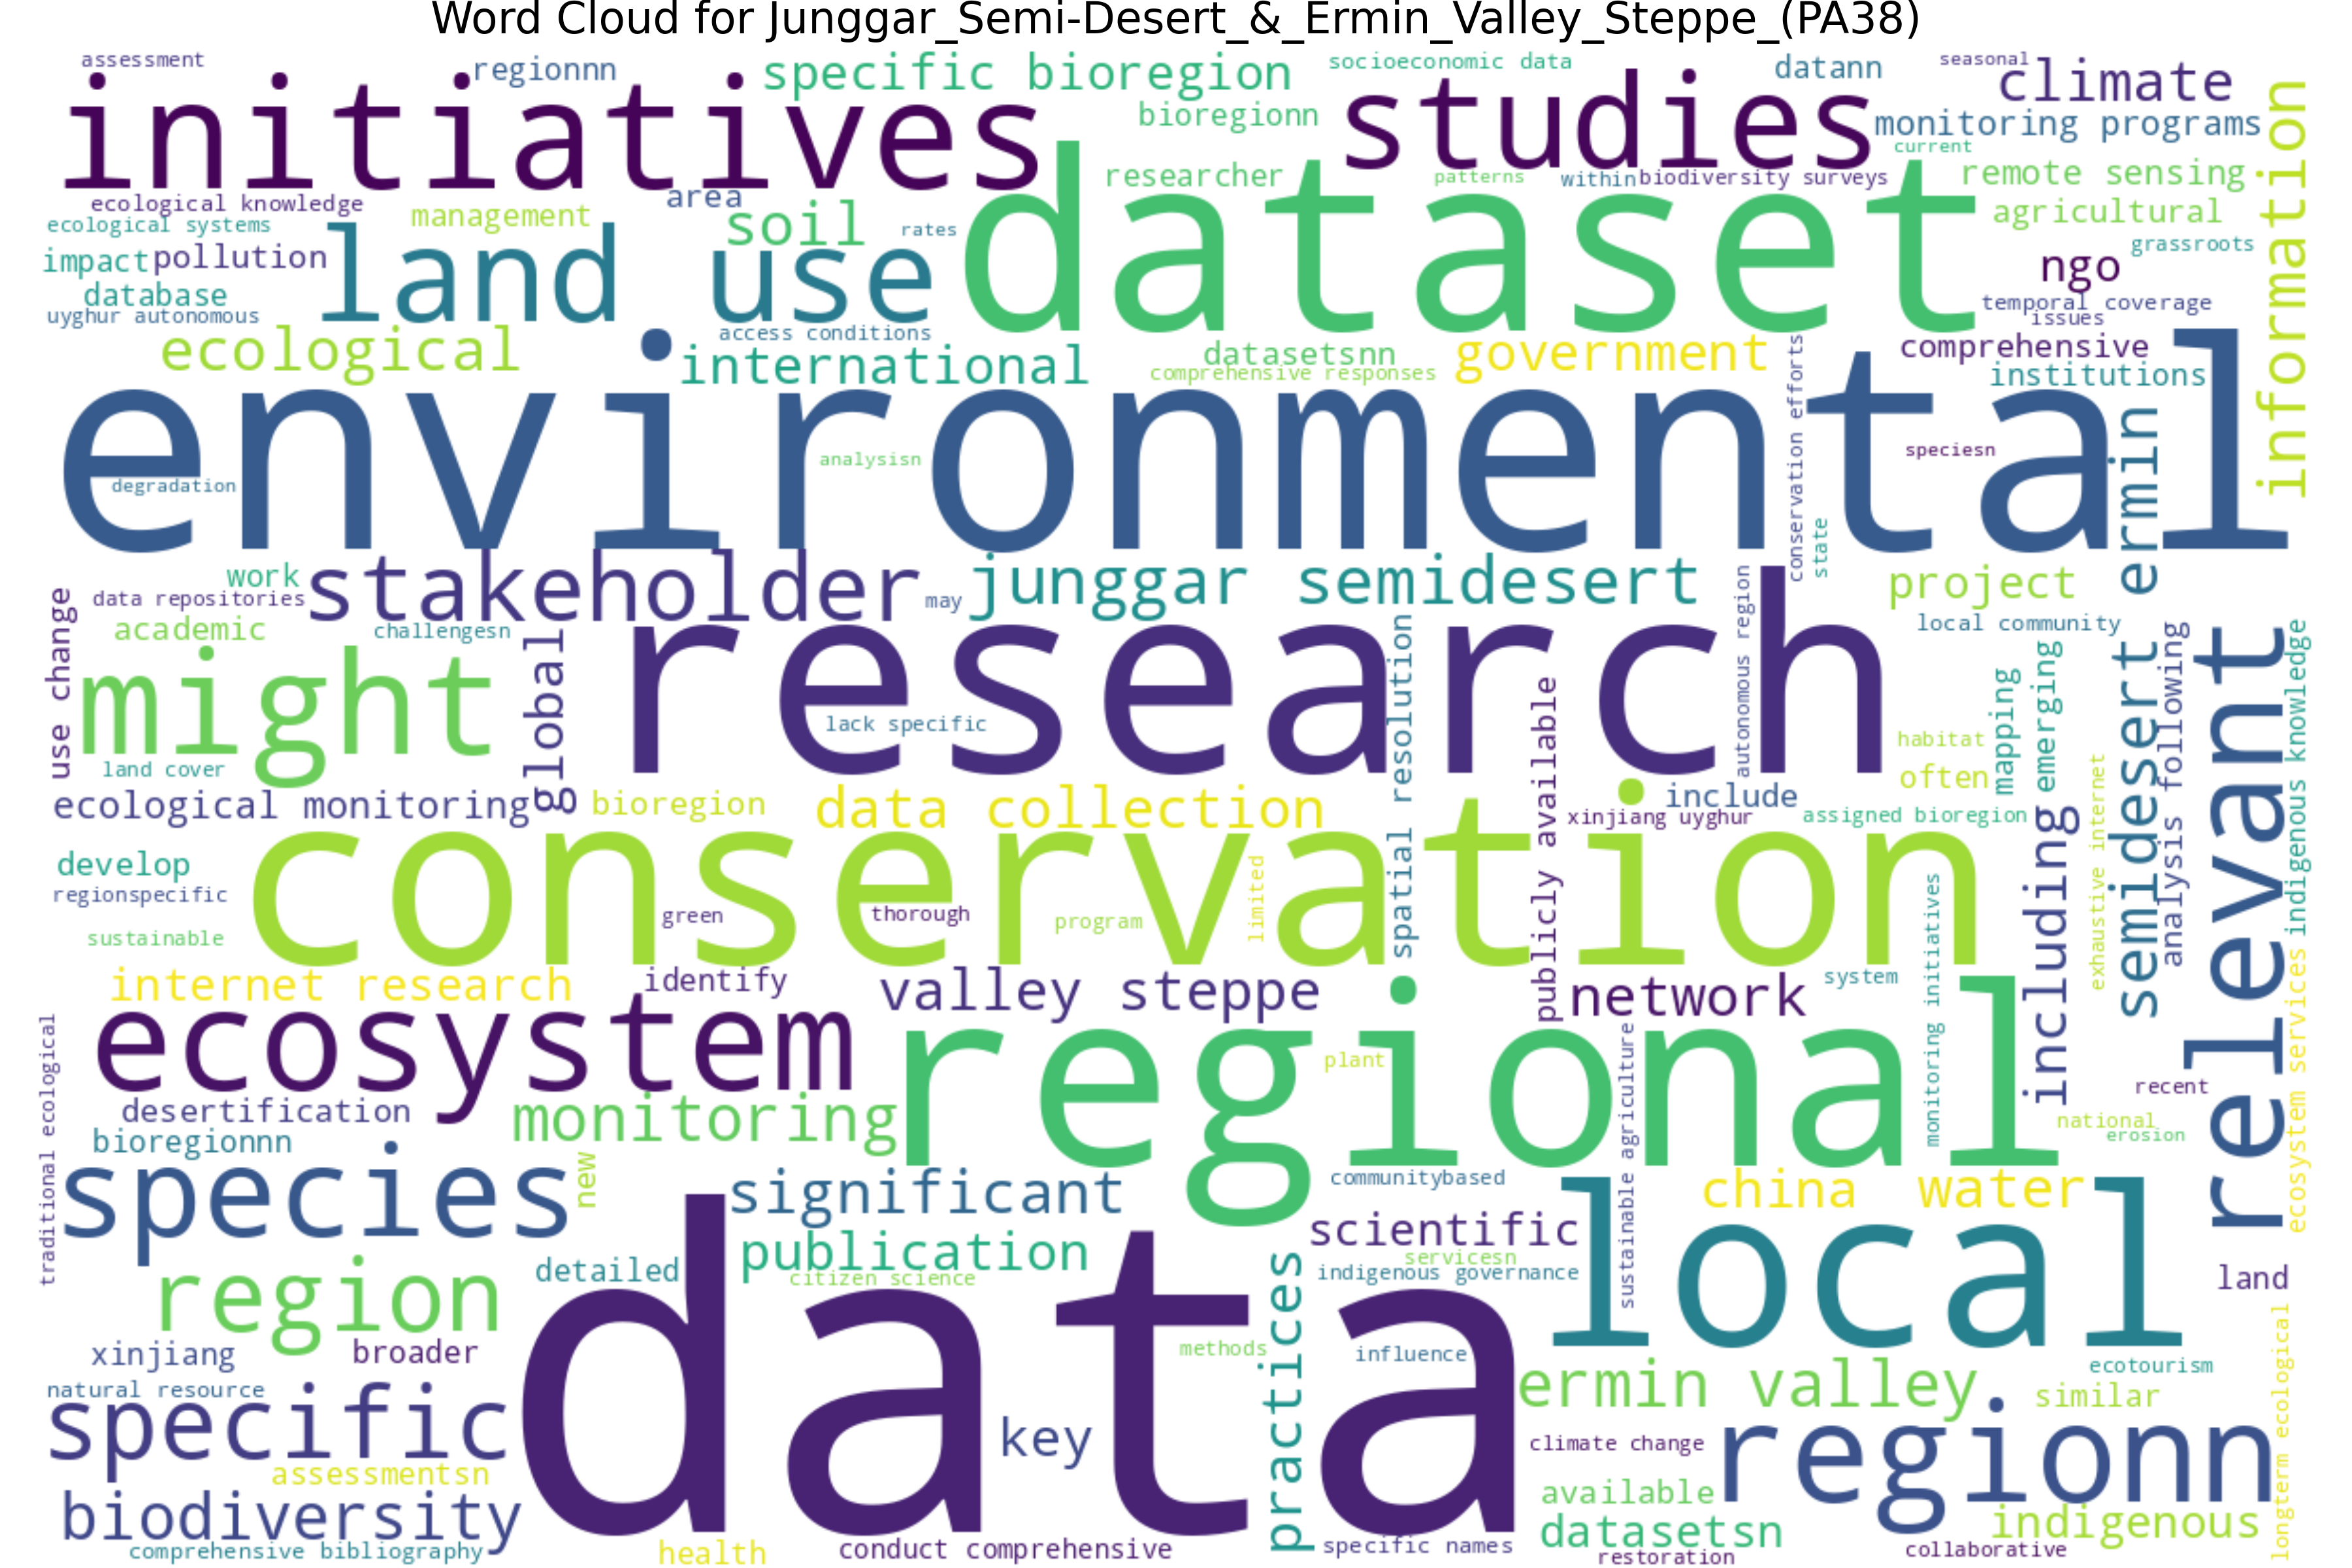 Word Cloud for Junggar_Semi-Desert_&_Ermin_Valley_Steppe_(PA38)
assessment
regionnn
specific bioregion
socioeconomic data
datann
seasonal
climate
initiatives
bioregionn
studies
monitoring programs
current
information
researcher
patterns
within
biodiversity surveys
remote sensing
ecological knowledge
area
management
soil
dataset
agricultural
ecological systems
rates
grassroots
impact
pollution
land use
ngo
database
temporal coverage
uyghur autonomous
issues
access conditions
ecological
international
datasetsnn
government
conservation efforts
comprehensive
comprehensive responses
institutions
environmental
ermin
analysisn
speciesn
degradation
state
work
stakeholder
junggar semidesert
project
data repositories
may
autonomous region
use change
academic
challengesn
global
research
spatial resolution
local community
might
lack specific
publicly available
habitat
mapping
emerging
semidesert
analysis following
relevant
indigenous knowledge
land cover
often
ecological monitoring
bioregion
data collection
include
xinjiang uyghur
assigned bioregion
including
exhaustive internet
develop
conservation
limited
regionspecific
green
thorough
program
monitoring initiatives
sustainable
internet research
identify
valley steppe
network
system
ecosystem services
traditional ecological
ecosystem
regional
plant
sustainable agriculture
recent
desertification
monitoring
national
erosion
bioregionnn
species
new
significant
communitybased
china
water
local
scientific
publication
servicesn
detailed
citizen science
practices
indigenous governance
land
region
data
longterm ecological
xinjiang
broader
methods
influence
ecotourism
natural resource
ermin valley
similar
specific
key
climate change
regionn
assessmentsn
available
biodiversity
datasetsn
indigenous
comprehensive bibliography
health
conduct comprehensive
specific names
restoration
collaborative